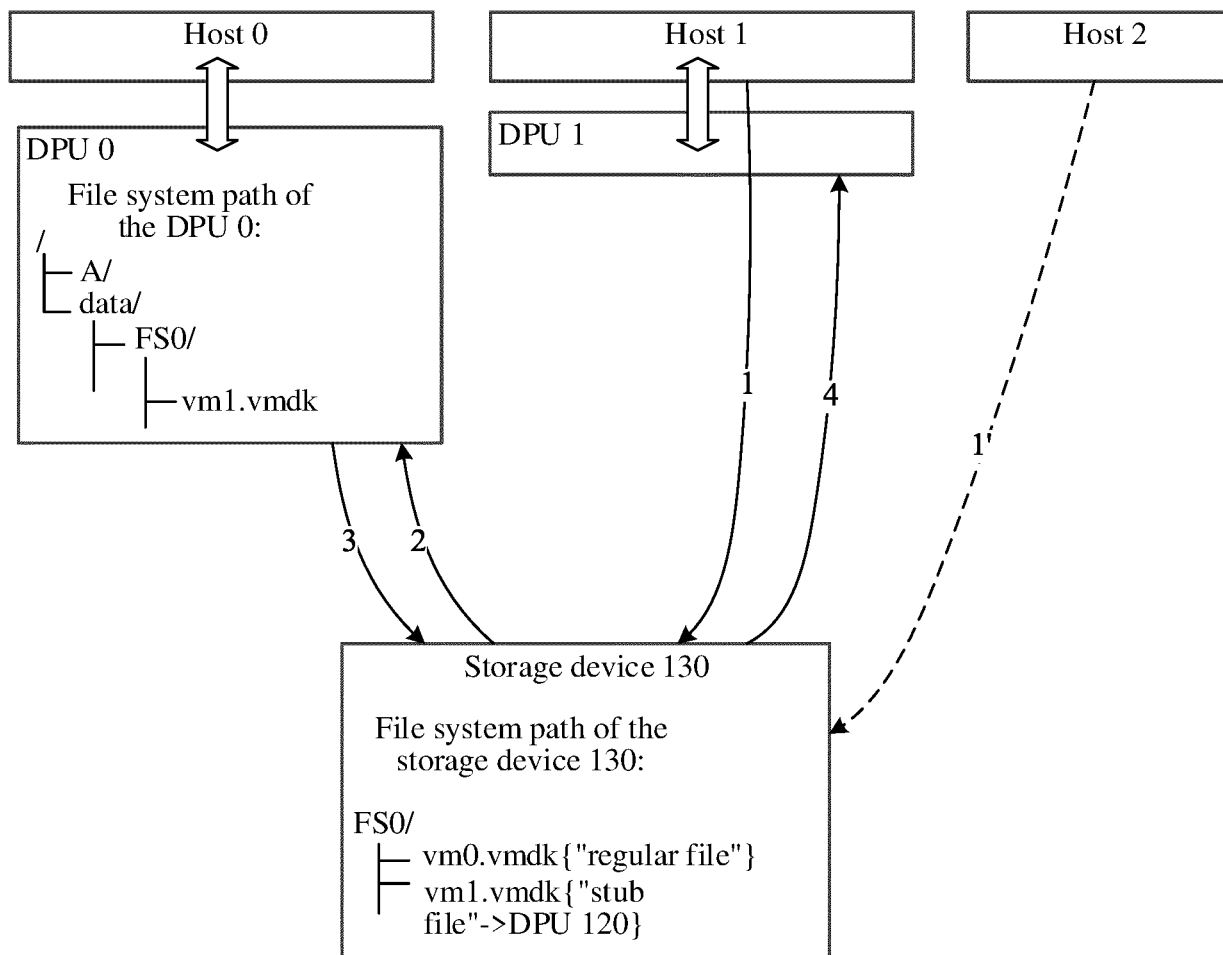 Host 0
Host 1
Host 2
DPU 0
DPU 1
File system path of
the DPU 0:
/
A/
data/
FS0/
vm1.vmdk
1
4
1'
3
2
Storage device 130
File system path of the
storage device 130:
FS0/
vm0.vmdk{"regular file"}
vm1.vmdk{"stub
file"->DPU 120}